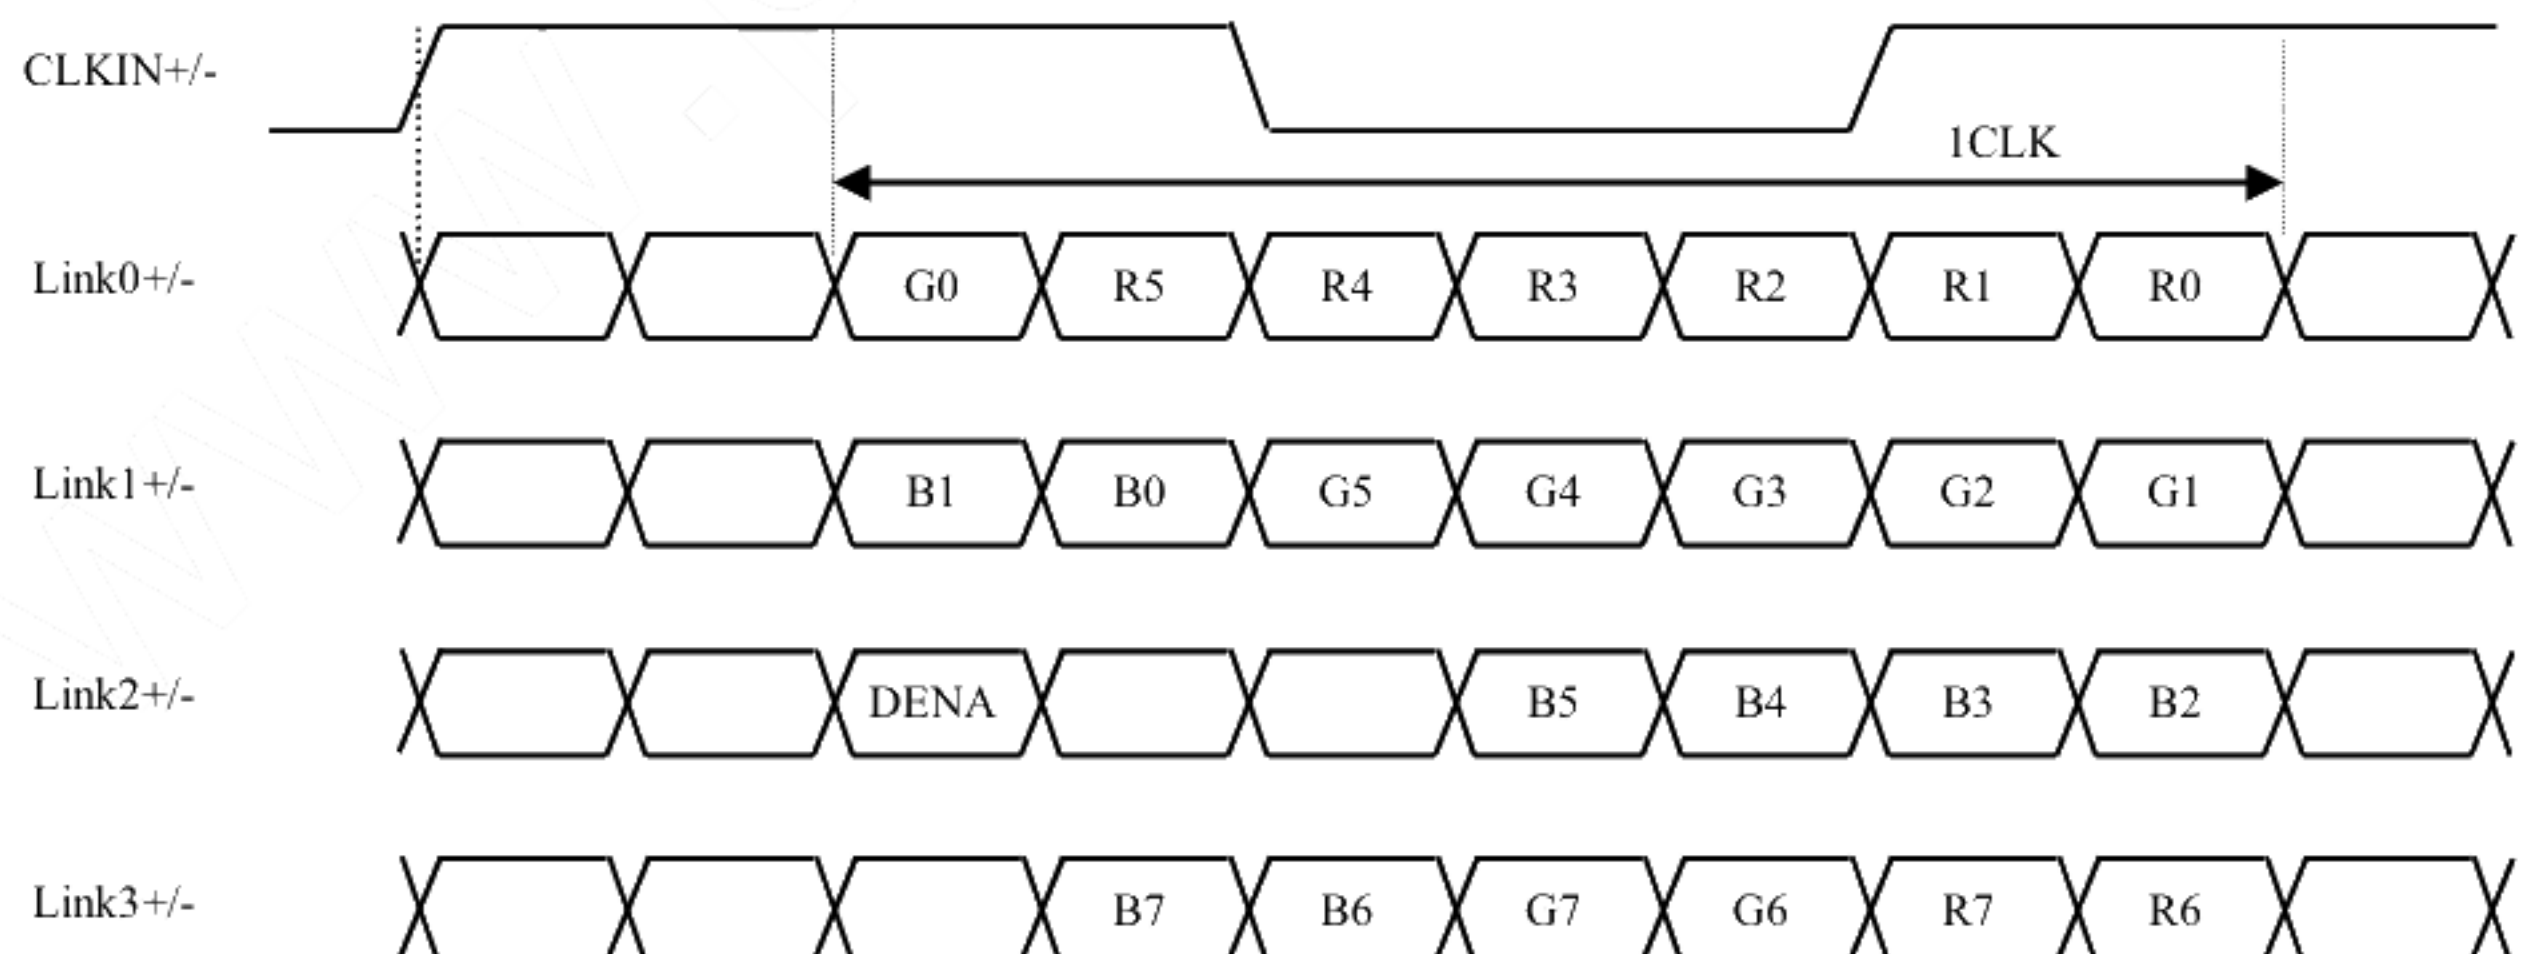 CLKIN+/-
1CLK
Link0+/- G0 R5 R4 R3 R2 R1 R0
Link1+/- B1 B0 G5 G4 G3 G2 G1
Link2+/- DENA B5 B4 B3 B2
Link3+/- B7 B6 G7 G6 R7 R6